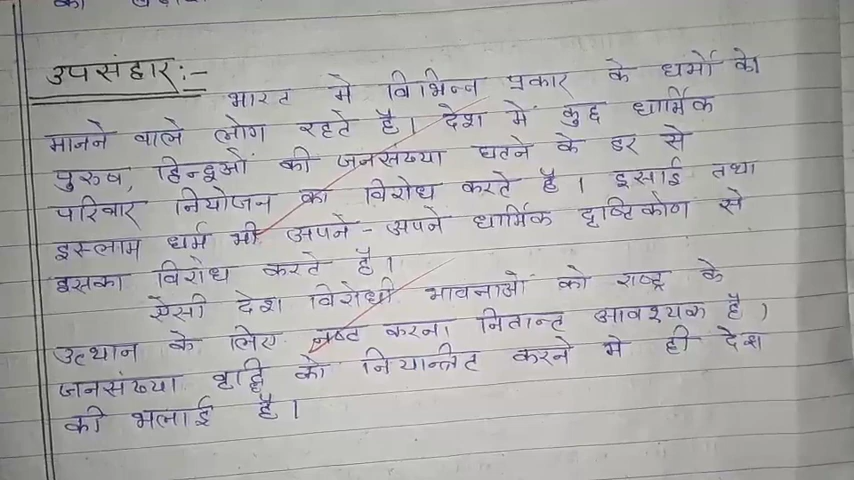 उपसंहार:-
भारत मे विभिन्न प्रकार के धर्मो को
मानने वाले लोग रहते है। देश में कुछ धार्मिक
पुरुष, हिन्दुओं की जनसंख्या घटने के डर से
परिवार नियोजन का विरोध करते है। इसाई तथा
इस्लाम धर्म भी अपने-अपने धार्मिक दृष्टिकोण से
इसका विरोध करते है।
ऐसी देश विरोधी भावनाओं को राष्ट्र के
उत्थान के लिए नष्ट करना नितान्त आवश्यक है,
जनसंख्या वृद्धि को नियन्त्रित करने मे ही देश
की भलाई है।